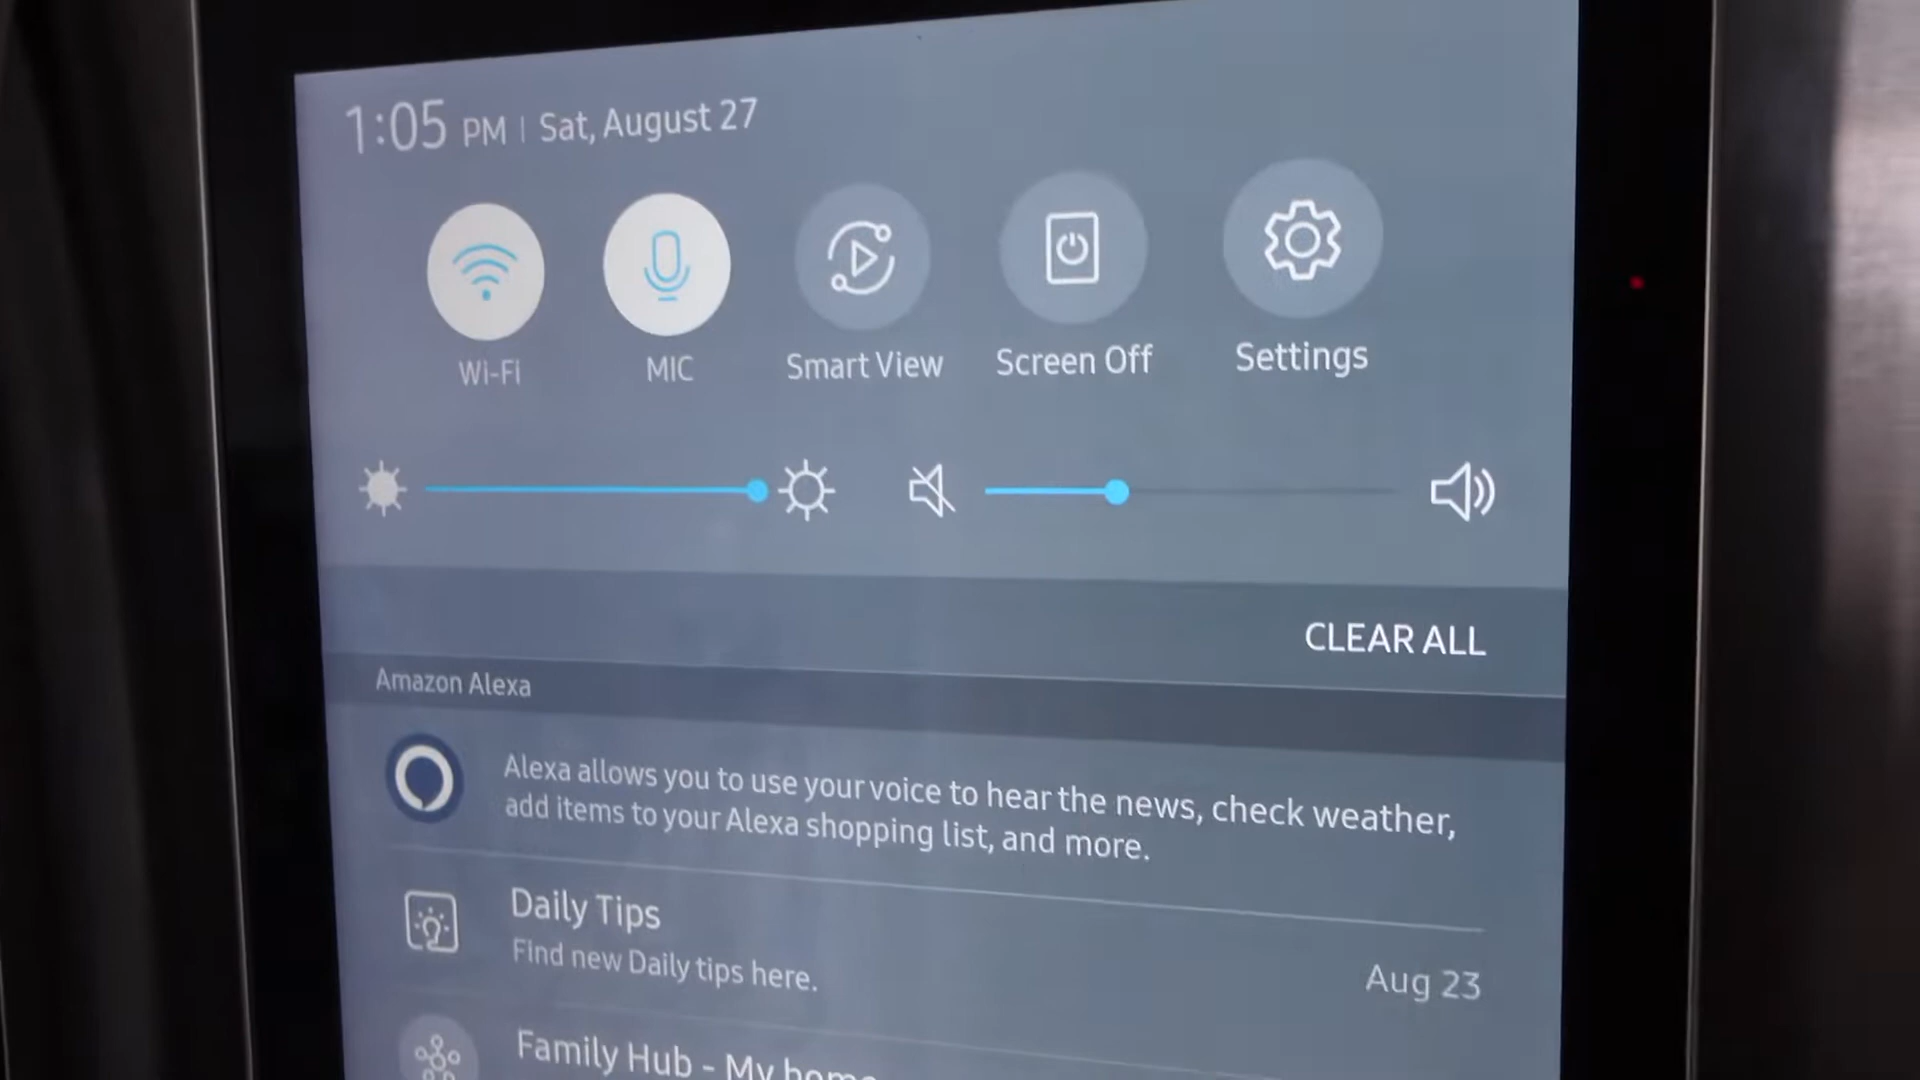 1:05 PM | Sat, August 27
Wi-Fi MIC Smart View Screen Off Settings
CLEAR ALL
Amazon Alexa
Alexa allows you to use your voice to hear the news, check weather,
add items to your Alexa shopping list, and more.
Daily Tips
Find new Daily tips here.
Aug 23
Family Hub - My home